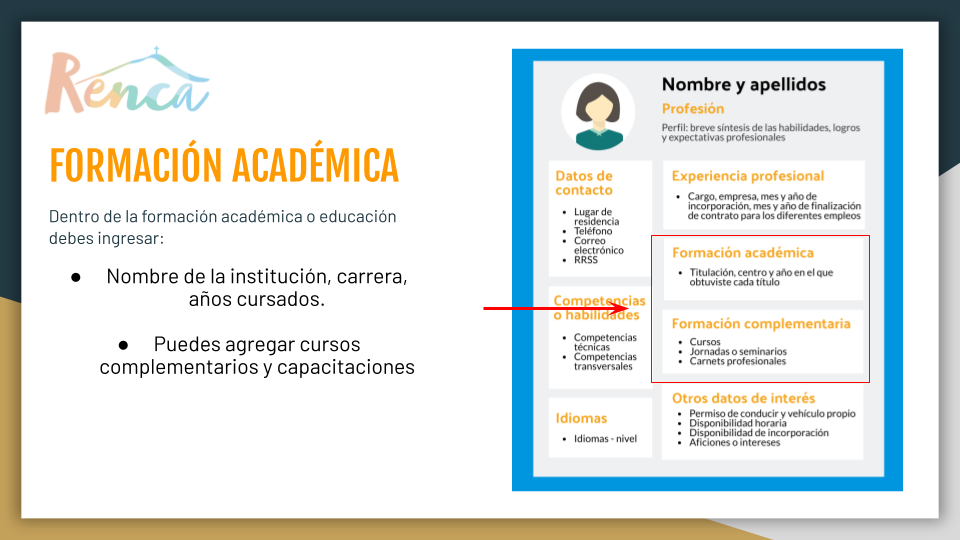 Renca
FORMACIÓN ACADÉMICA
Dentro de la formación académica o educación
debes ingresar:
● Nombre de la institución, carrera,
años cursados.
● Puedes agregar cursos
complementarios y capacitaciones
Nombre y apellidos
Profesión
Perfil: breve síntesis de las habilidades, logros
y expectativas profesionales
Datos de
contacto
• Lugar de
residencia
• Teléfono
• Correo
electrónico
• RRSS
Competencias
o habilidades
• Competencias
técnicas
• Competencias
transversales
Idiomas
• Idiomas - nivel
Experiencia profesional
• Cargo, empresa, mes y año de
incorporación, mes y año de finalización
de contrato para los diferentes empleos
Formación académica
• Titulación, centro y año en el que
obtuviste cada título
Formación complementaria
• Cursos
• Jornadas o seminarios
• Carnets profesionales
Otros datos de interés
• Permiso de conducir y vehículo propio
• Disponibilidad horaria
• Disponibilidad de incorporación
• Aficiones o intereses